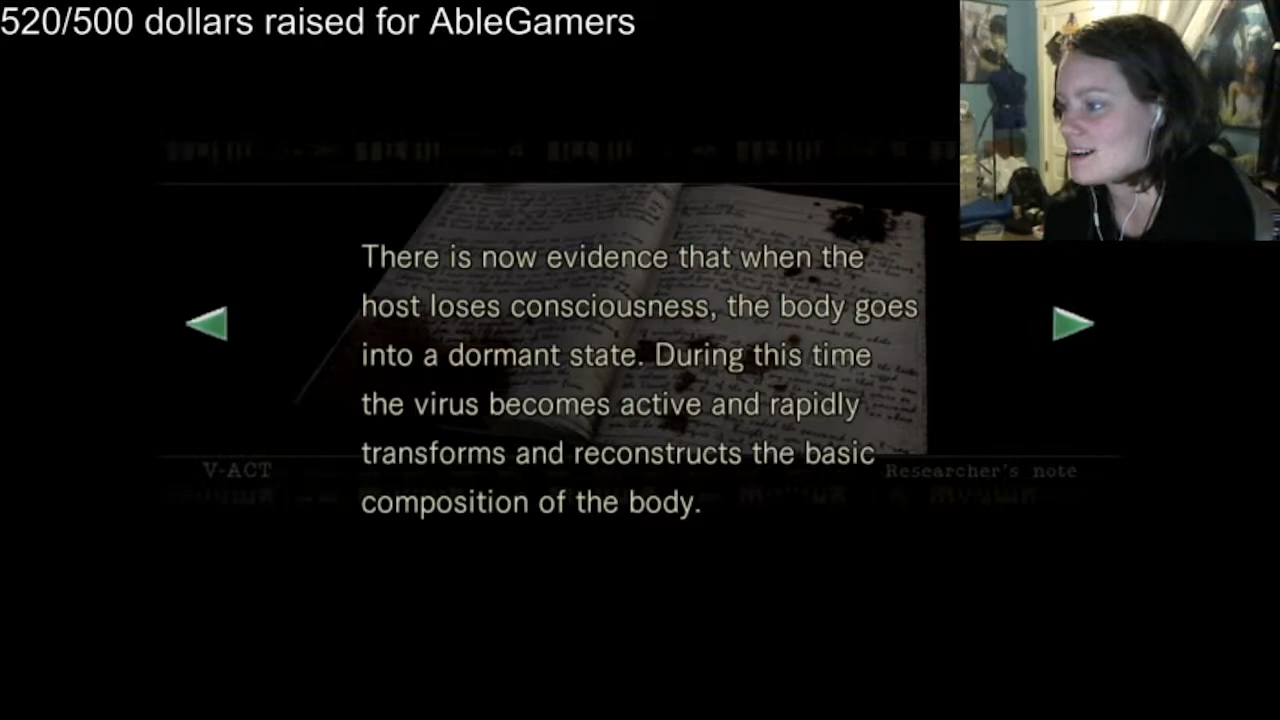 520/500 dollars raised for AbleGamers
There is now evidence that when the
host loses consciousness, the body goes
into a dormant state. During this time
the virus becomes active and rapidly
transforms and reconstructs the basic
composition of the body.
V-ACT
Researcher's note